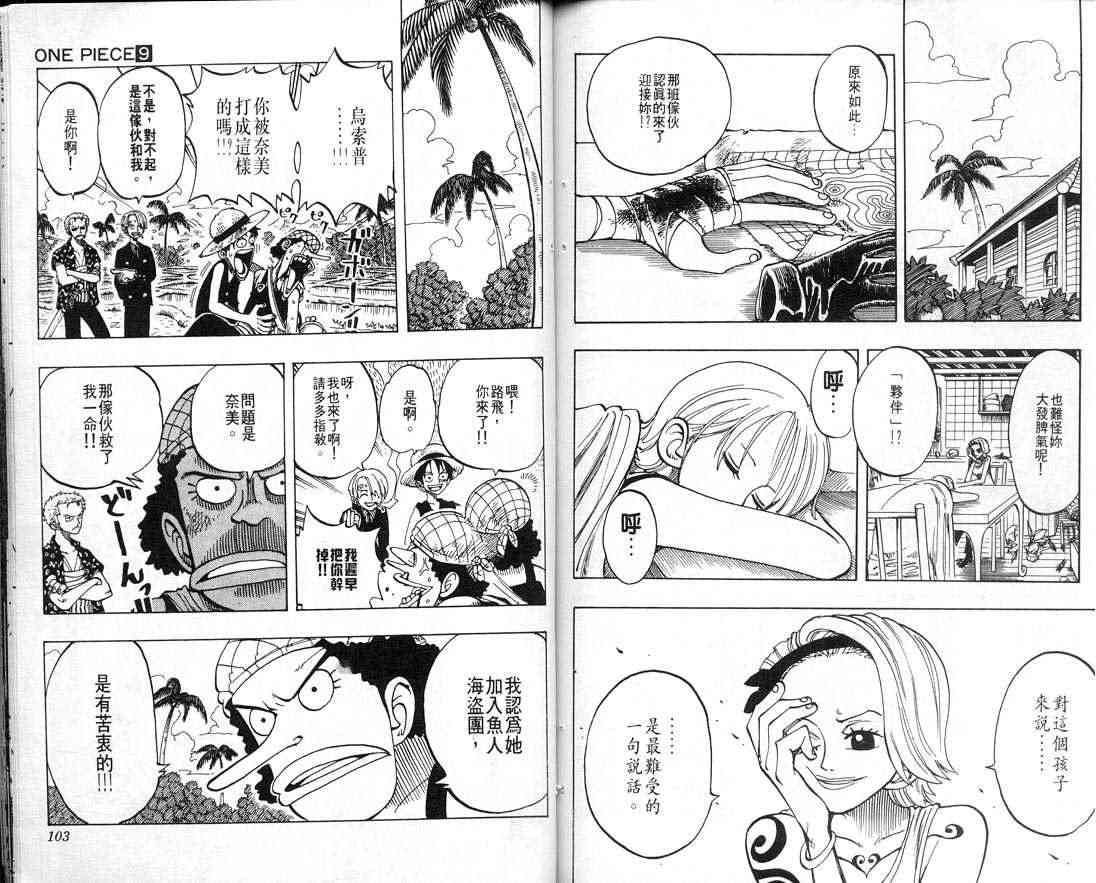 原來如此…
那班傢伙
認真的來了
迎接妳!?
也難怪妳
大發脾氣呢！
「夥伴」!?
呼…
呼…
對這個孩子
來說……
……
是最難受的
一句說話。
ONE PIECE 9
烏索普
……!!!
你被奈美
打成這樣
的嗎!!?
不是，對不起，
是這傢伙和我。
是你啊！
ガボーン
喂！
路飛，
你來了!!
是啊。
呀，
我也來了啊！
請多多指教。
我遲早
把你幹
掉!!
問題是
奈美。
那傢伙救了
我一命!!
どーんっ
我認為她
加入魚人
海盜團，
是有苦衷的!!!
103